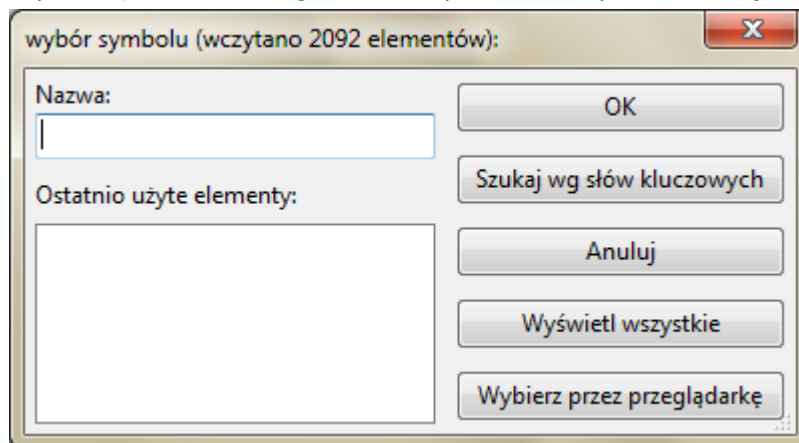 wybór symbolu (wczytano 2092 elementów):
Nazwa:
OK
Szukaj wg słów kluczowych
Ostatnio użyte elementy:
Anuluj
Wyświetl wszystkie
Wybierz przez przeglądarkę